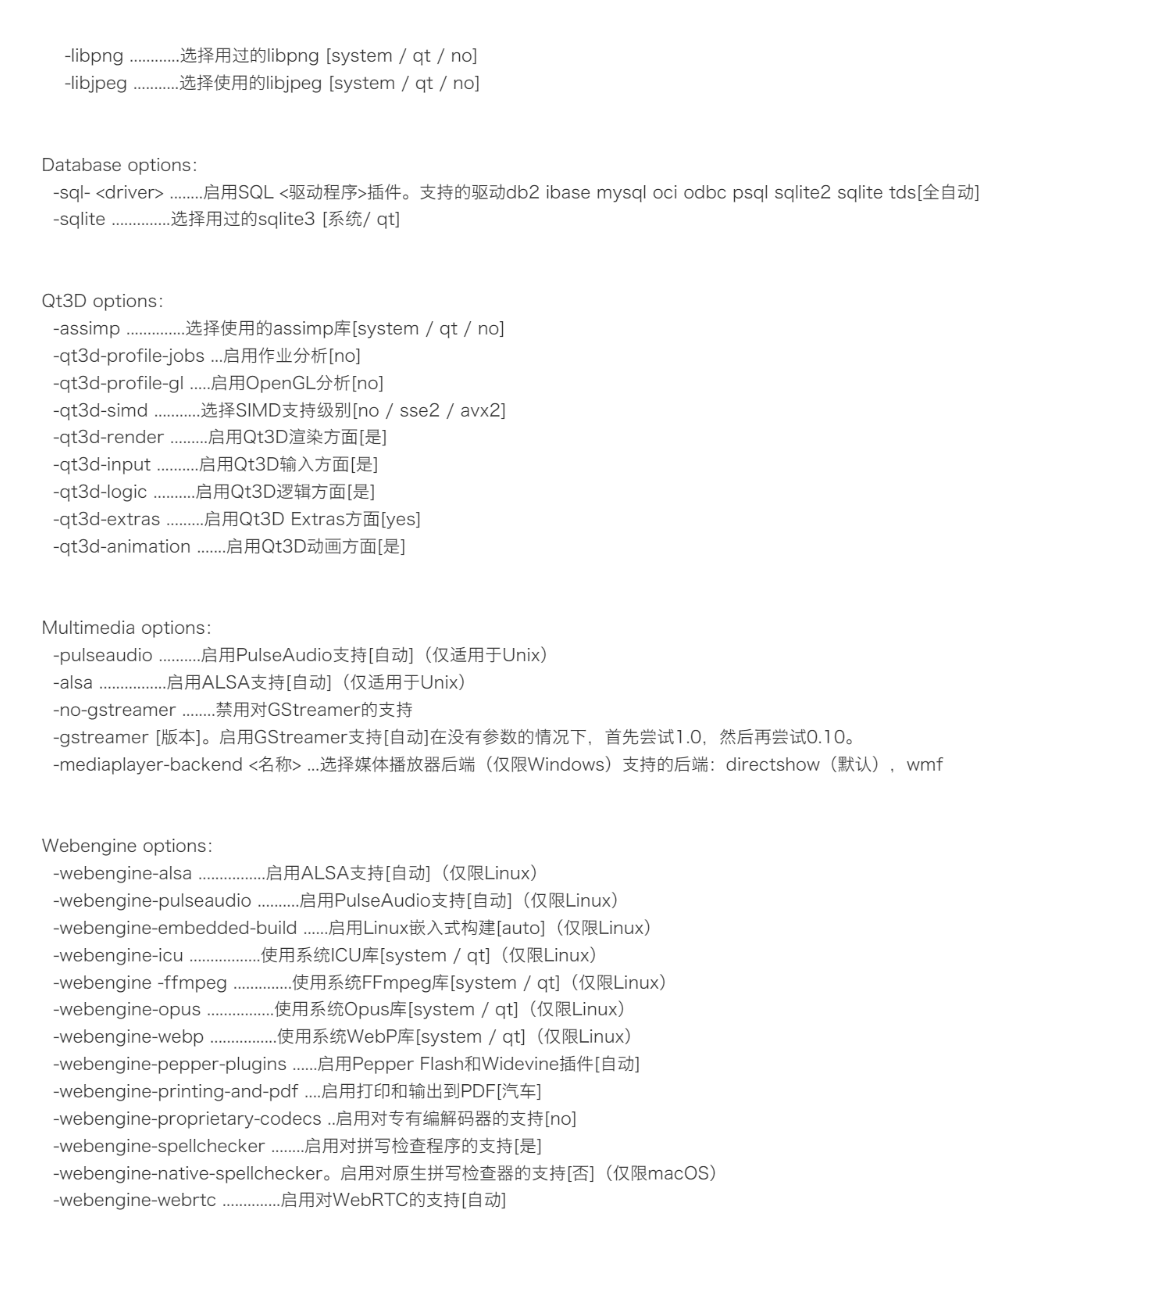 -libpng ............选择用过的libpng [system / qt / no]
-libjpeg ...........选择使用的libjpeg [system / qt / no]
Database options:
-sql- <driver> ........启用SQL <驱动程序>插件。支持的驱动db2 ibase mysql oci odbc psql sqlite2 sqlite tds[全自动]
-sqlite ..............选择用过的sqlite3 [系统/ qt]
Qt3D options:
-assimp ..............选择使用的assimp库[system / qt / no]
-qt3d-profile-jobs ...启用作业分析[no]
-qt3d-profile-gl .....启用OpenGL分析[no]
-qt3d-simd ...........选择SIMD支持级别[no / sse2 / avx2]
-qt3d-render .........启用Qt3D渲染方面[是]
-qt3d-input ..........启用Qt3D输入方面[是]
-qt3d-logic ..........启用Qt3D逻辑方面[是]
-qt3d-extras .........启用Qt3D Extras方面[yes]
-qt3d-animation .......启用Qt3D动画方面[是]
Multimedia options:
-pulseaudio ..........启用PulseAudio支持[自动]（仅适用于Unix）
-alsa ................启用ALSA支持[自动]（仅适用于Unix）
-no-gstreamer ........禁用对GStreamer的支持
-gstreamer [版本]。启用GStreamer支持[自动]在没有参数的情况下，首先尝试1.0，然后再尝试0.10。
-mediaplayer-backend <名称> ...选择媒体播放器后端（仅限Windows）支持的后端：directshow（默认），wmf
Webengine options:
-webengine-alsa ................启用ALSA支持[自动]（仅限Linux）
-webengine-pulseaudio ..........启用PulseAudio支持[自动]（仅限Linux）
-webengine-embedded-build ......启用Linux嵌入式构建[auto]（仅限Linux）
-webengine-icu .................使用系统ICU库[system / qt]（仅限Linux）
-webengine -ffmpeg ..............使用系统FFmpeg库[system / qt]（仅限Linux）
-webengine-opus ................使用系统Opus库[system / qt]（仅限Linux）
-webengine-webp ................使用系统WebP库[system / qt]（仅限Linux）
-webengine-pepper-plugins ......启用Pepper Flash和Widevine插件[自动]
-webengine-printing-and-pdf ....启用打印和输出到PDF[汽车]
-webengine-proprietary-codecs ..启用对专有编解码器的支持[no]
-webengine-spellchecker ........启用对拼写检查程序的支持[是]
-webengine-native-spellchecker。启用对原生拼写检查器的支持[否]（仅限macOS）
-webengine-webrtc ..............启用对WebRTC的支持[自动]